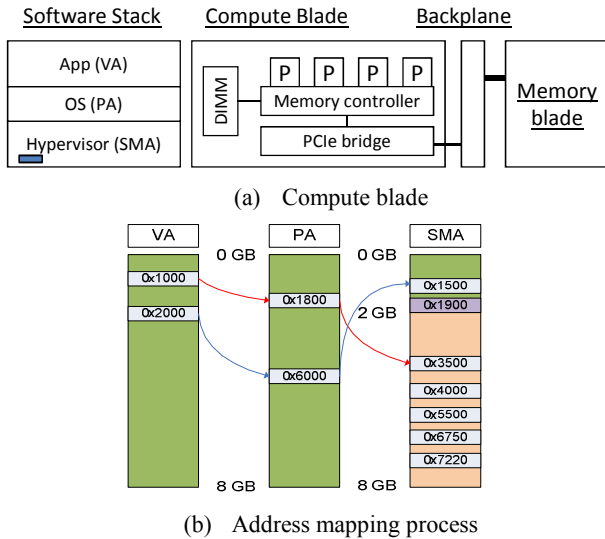 Software Stack Compute Blade Backplane
App (VA)
OS (PA)
Hypervisor (SMA)
DIMM
P P P P
Memory controller
PCIe bridge
Memory
blade
(a) Compute blade
VA PA SMA
0 GB 0 GB
0x1000
0x1500
0x1800
0x1900
0x2000
2 GB
0x3500
0x6000
0x4000
0x5500
0x6750
0x7220
8 GB 8 GB
(b) Address mapping process